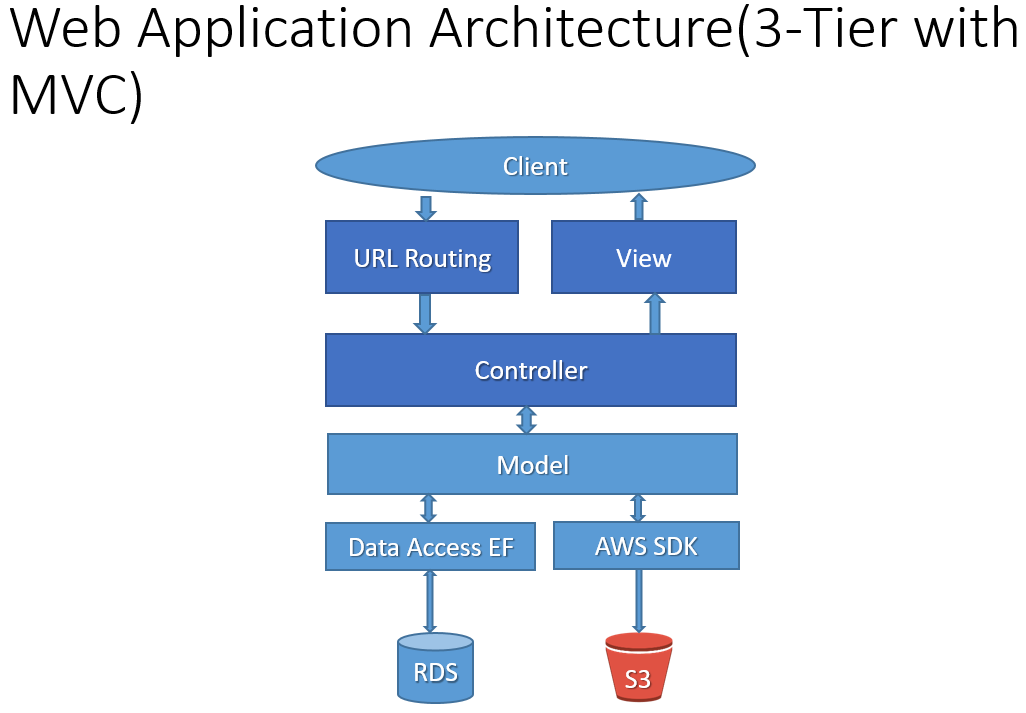 Web Application Architecture(3-Tier with
MVC)
Client
URL Routing
View
Controller
Model
Data Access EF
AWS SDK
RDS
S3